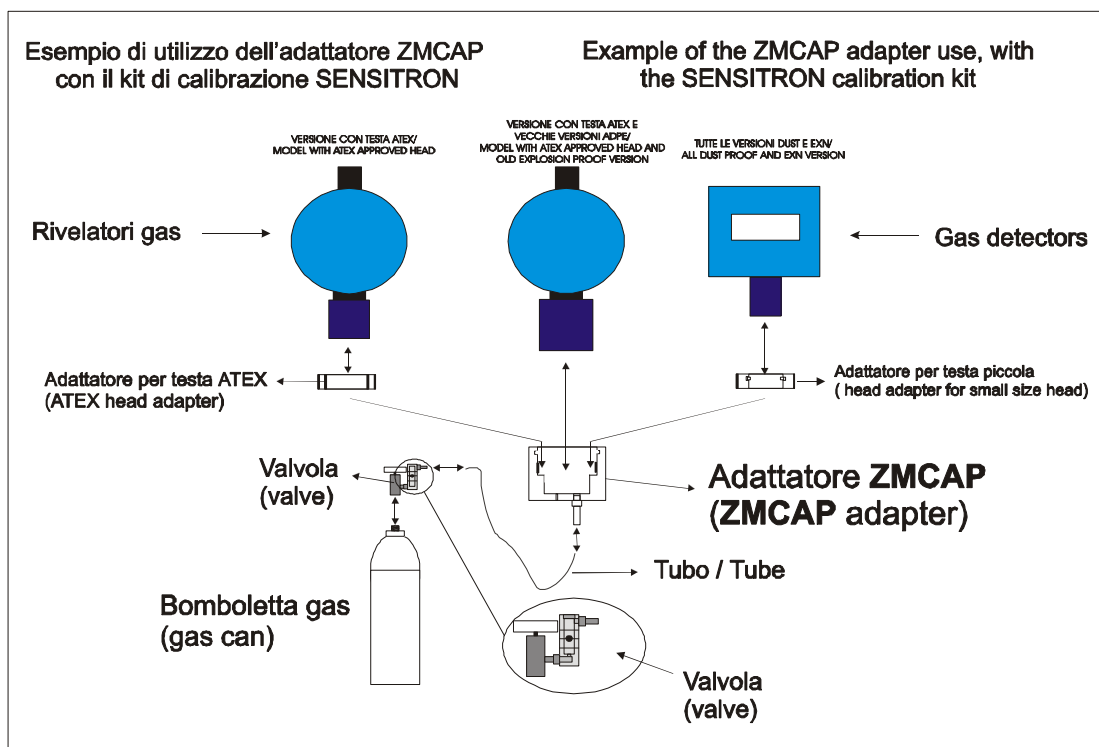 Esempio di utilizzo dell'adattatore ZMCAP
con il kit di calibrazione SENSITRON
Example of the ZMCAP adapter use, with
the SENSITRON calibration kit
VERSIONE CON TESTA ATEX/
MODEL WITH ATEX APPROVED HEAD
VERSIONE CON TESTA ATEX E
VECCHIE VERSIONI ADPE/
MODEL WITH ATEX APPROVED HEAD AND
OLD EXPLOSION PROOF VERSION
TUTTE LE VERSIONI DUST E EXN/
ALL DUST PROOF AND EXN VERSION
Rivelatori gas
Gas detectors
Adattatore per testa ATEX
(ATEX head adapter)
Adattatore per testa piccola
( head adapter for small size head)
Valvola
(valve)
Adattatore ZMCAP
(ZMCAP adapter)
Tubo / Tube
Bomboletta gas
(gas can)
Valvola
(valve)